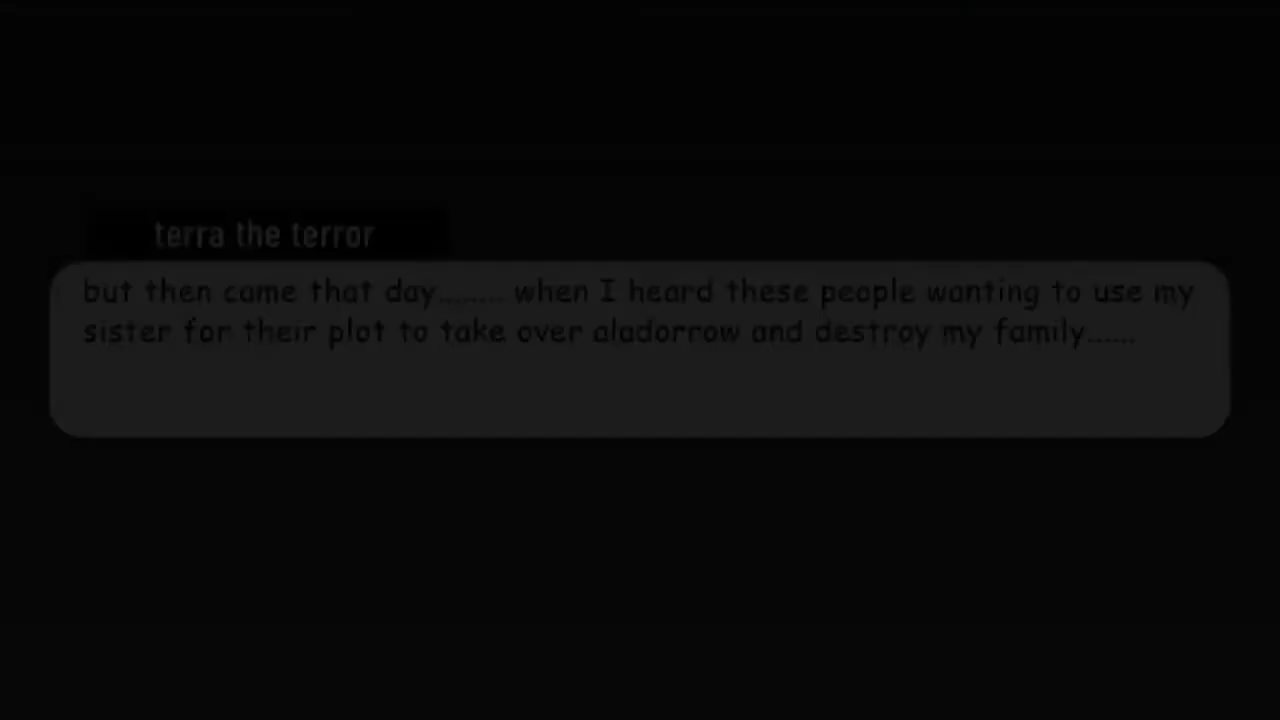 terra the terror
but then came that day........ when I heard these people wanting to use my
sister for their plot to take over aladorrow and destroy my family......